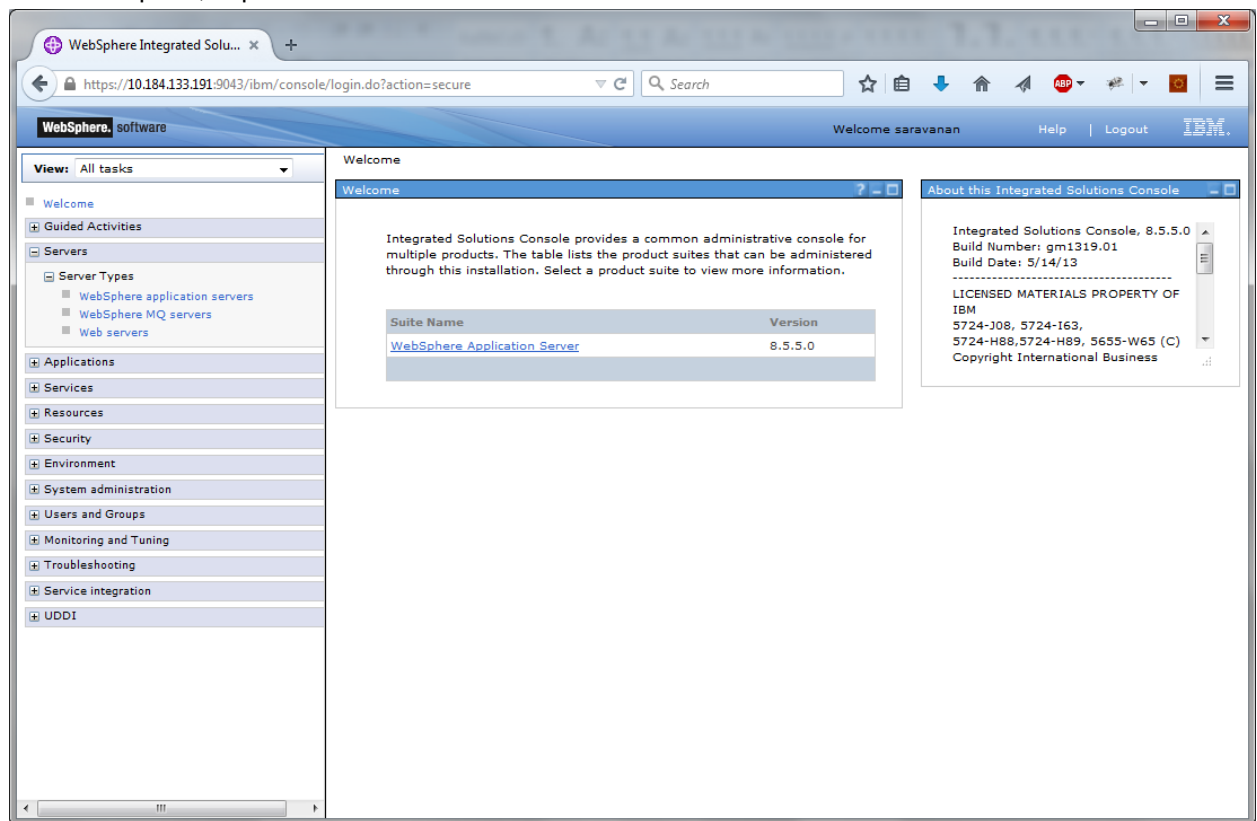 WebSphere Integrated Solu... × +
https://10.184.133.191:9043/ibm/console/login.do?action=secure Search ABP
WebSphere. software Welcome saravanan Help | Logout IBM.
View: All tasks
Welcome
Guided Activities
Servers
Server Types
WebSphere application servers
WebSphere MQ servers
Web servers
Applications
Services
Resources
Security
Environment
System administration
Users and Groups
Monitoring and Tuning
Troubleshooting
Service integration
UDDI
Welcome
Welcome ?
Integrated Solutions Console provides a common administrative console for
multiple products. The table lists the product suites that can be administered
through this installation. Select a product suite to view more information.
Suite Name Version
WebSphere Application Server 8.5.5.0
About this Integrated Solutions Console
Integrated Solutions Console, 8.5.5.0
Build Number: gm1319.01
Build Date: 5/14/13
----------------------------------------
LICENSED MATERIALS PROPERTY OF
IBM
5724-J08, 5724-I63,
5724-H88,5724-H89, 5655-W65 (C)
Copyright International Business